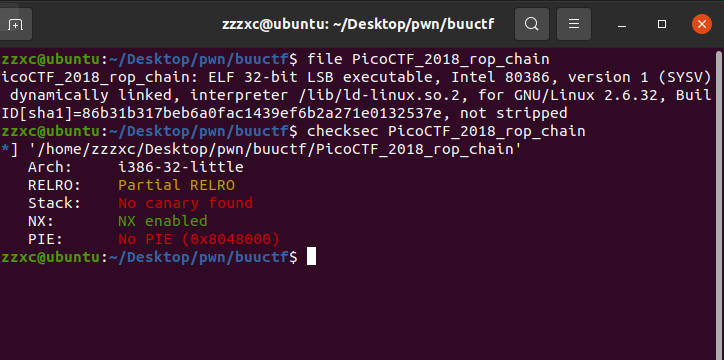 zzzxc@ubuntu: ~/Desktop/pwn/buuctf
zzxc@ubuntu:~/Desktop/pwn/buuctf$ file PicoCTF_2018_rop_chain
icoCTF_2018_rop_chain: ELF 32-bit LSB executable, Intel 80386, version 1 (SYSV)
dynamically linked, interpreter /lib/ld-linux.so.2, for GNU/Linux 2.6.32, Buil
ID[sha1]=86b31b317beb6a0fac1439ef6b2a271e0132537e, not stripped
zzxc@ubuntu:~/Desktop/pwn/buuctf$ checksec PicoCTF_2018_rop_chain
*] '/home/zzzxc/Desktop/pwn/buuctf/PicoCTF_2018_rop_chain'
Arch: i386-32-little
RELRO: Partial RELRO
Stack: No canary found
NX: NX enabled
PIE: No PIE (0x8048000)
zzxc@ubuntu:~/Desktop/pwn/buuctf$